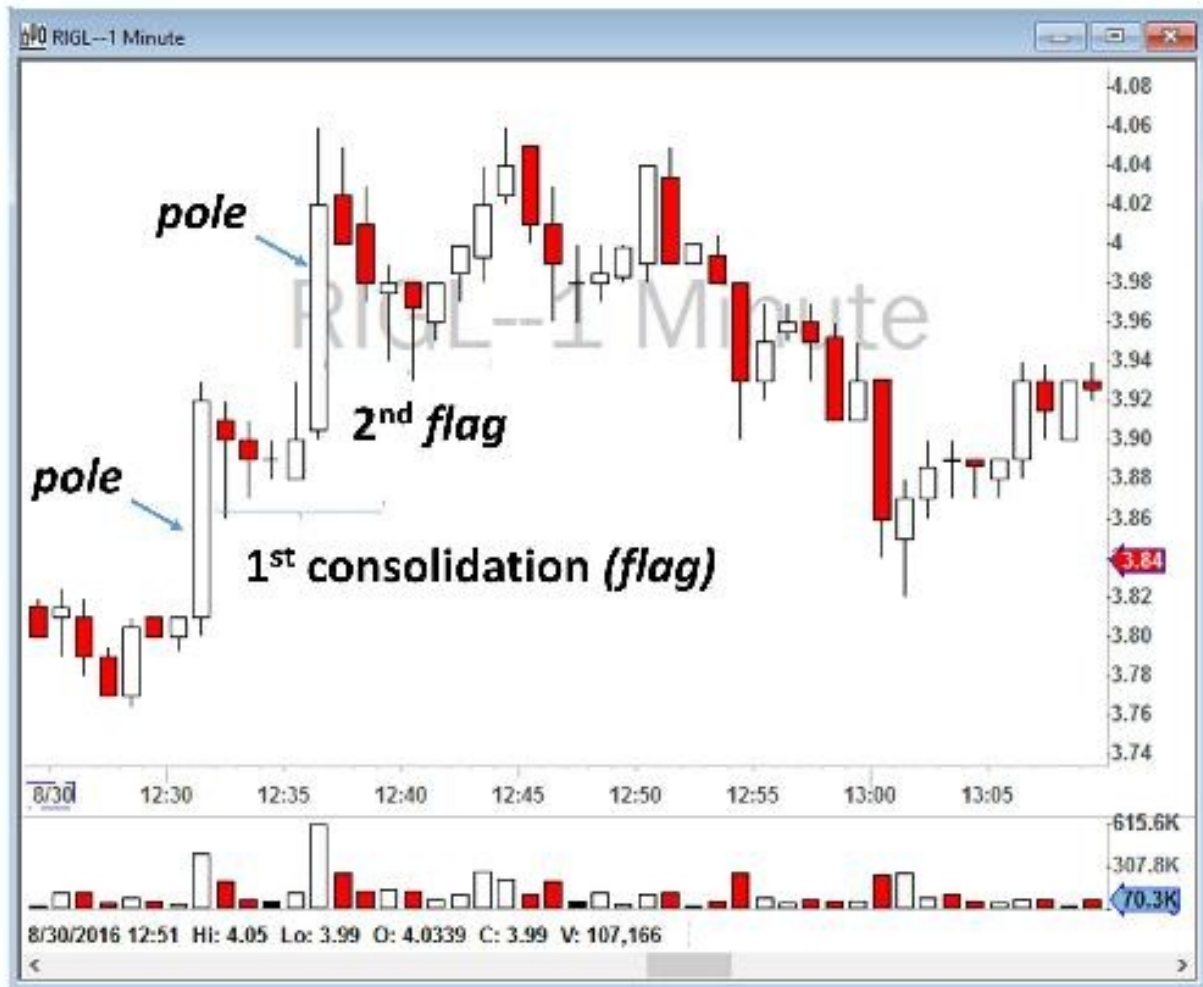 RIGL--1 Minute
4.08
4.06
4.04
pole
4.02
4
3.98
RIGL--1 Minute
3.96
3.94
3.92
2nd flag
3.90
pole
3.88
3.86
1st consolidation (flag)
3.84
3.82
3.80
3.78
3.76
3.74
8/30 12:30 12:35 12:40 12:45 12:50 12:55 13:00 13:05
615.6K
307.8K
70.3K
8/30/2016 12:51 Hi: 4.05 Lo: 3.99 O: 4.0339 C: 3.99 V: 107,166